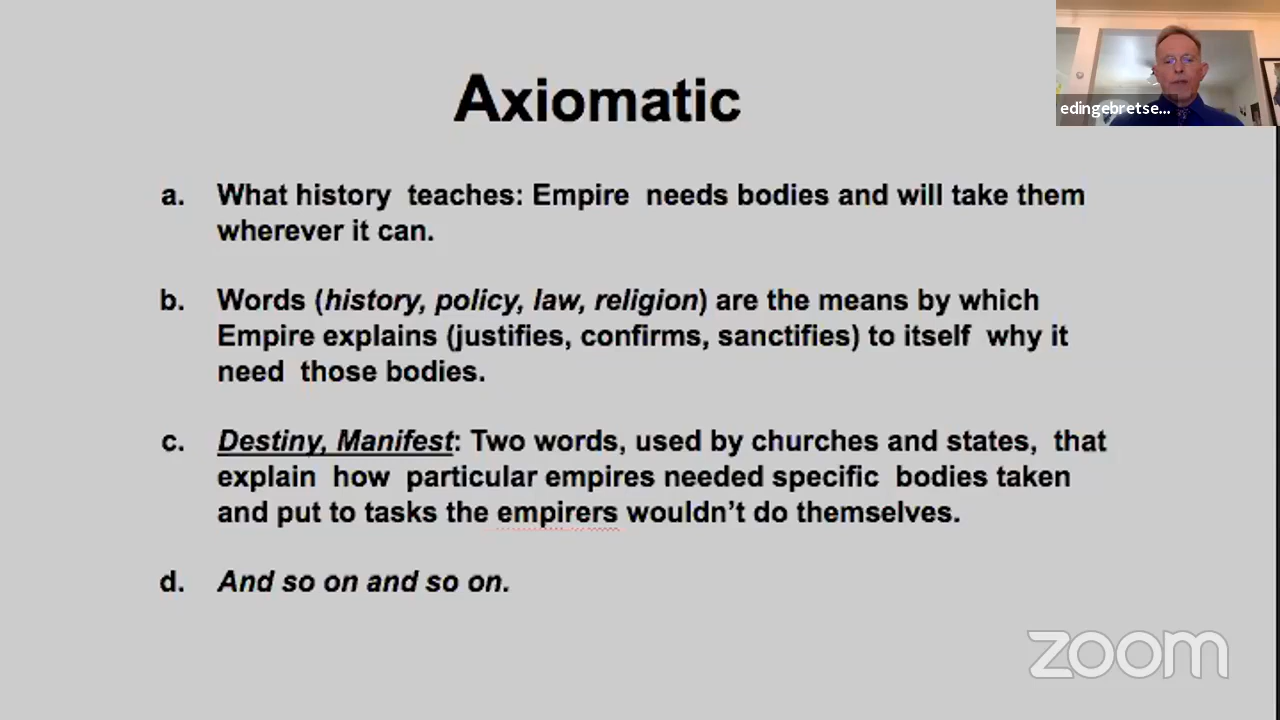 Axiomatic
edingebretse...
a. What history teaches: Empire needs bodies and will take them
wherever it can.
b. Words (history, policy, law, religion) are the means by which
Empire explains (justifies, confirms, sanctifies) to itself why it
need those bodies.
c. Destiny, Manifest: Two words, used by churches and states, that
explain how particular empires needed specific bodies taken
and put to tasks the empirers wouldn’t do themselves.
d. And so on and so on.
zoom